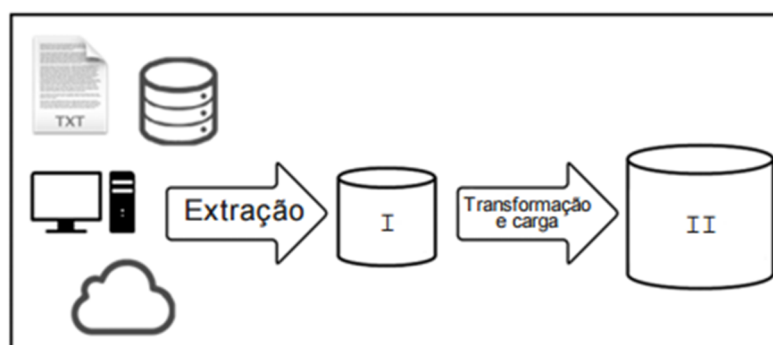 TXT
Extração
I
Transformação
e carga
II